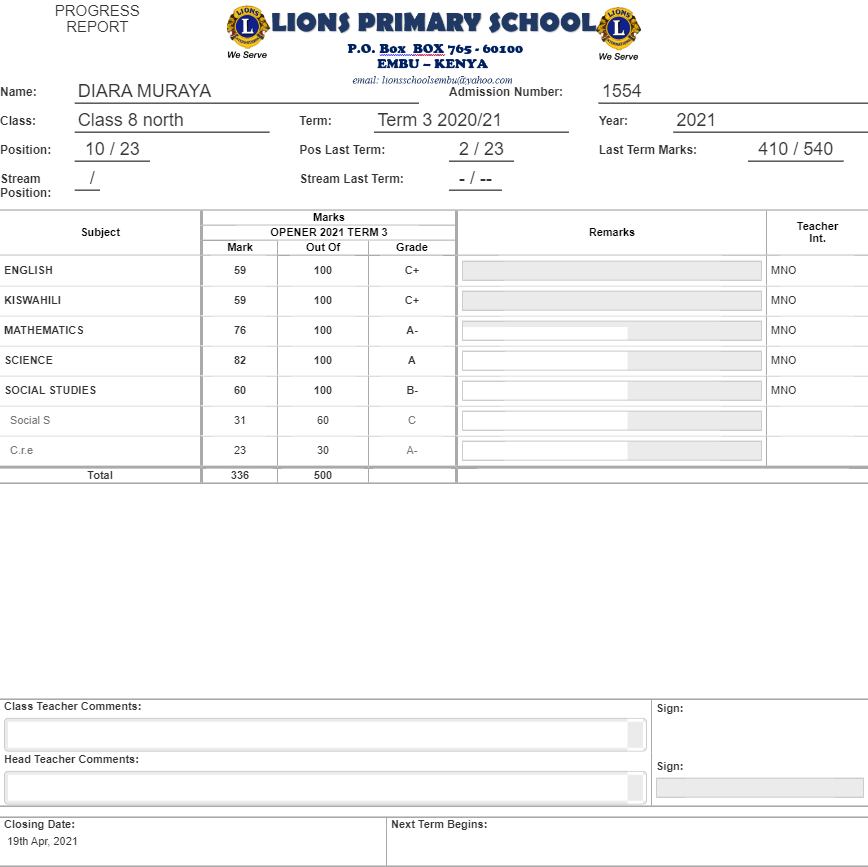 PROGRESS
REPORT
LIONS PRIMARY SCHOOL
LIONS L We Serve
LIONS L We Serve
P.O. Box BOX 765 - 60100
EMBU – KENYA
email: lionsschoolsembu@yahoo.com
Name: DIARA MURAYA Admission Number: 1554
Class: Class 8 north Term: Term 3 2020/21 Year: 2021
Position: 10 / 23 Pos Last Term: 2 / 23 Last Term Marks: 410 / 540
Stream Position: / Stream Last Term: - / --
Subject Marks Remarks Teacher Int.
OPENER 2021 TERM 3
Mark Out Of Grade
ENGLISH 59 100 C+ MNO
KISWAHILI 59 100 C+ MNO
MATHEMATICS 76 100 A- MNO
SCIENCE 82 100 A MNO
SOCIAL STUDIES 60 100 B- MNO
Social S 31 60 C
C.r.e 23 30 A-
Total 336 500
Class Teacher Comments: Sign:
Head Teacher Comments: Sign:
Closing Date: Next Term Begins:
19th Apr, 2021